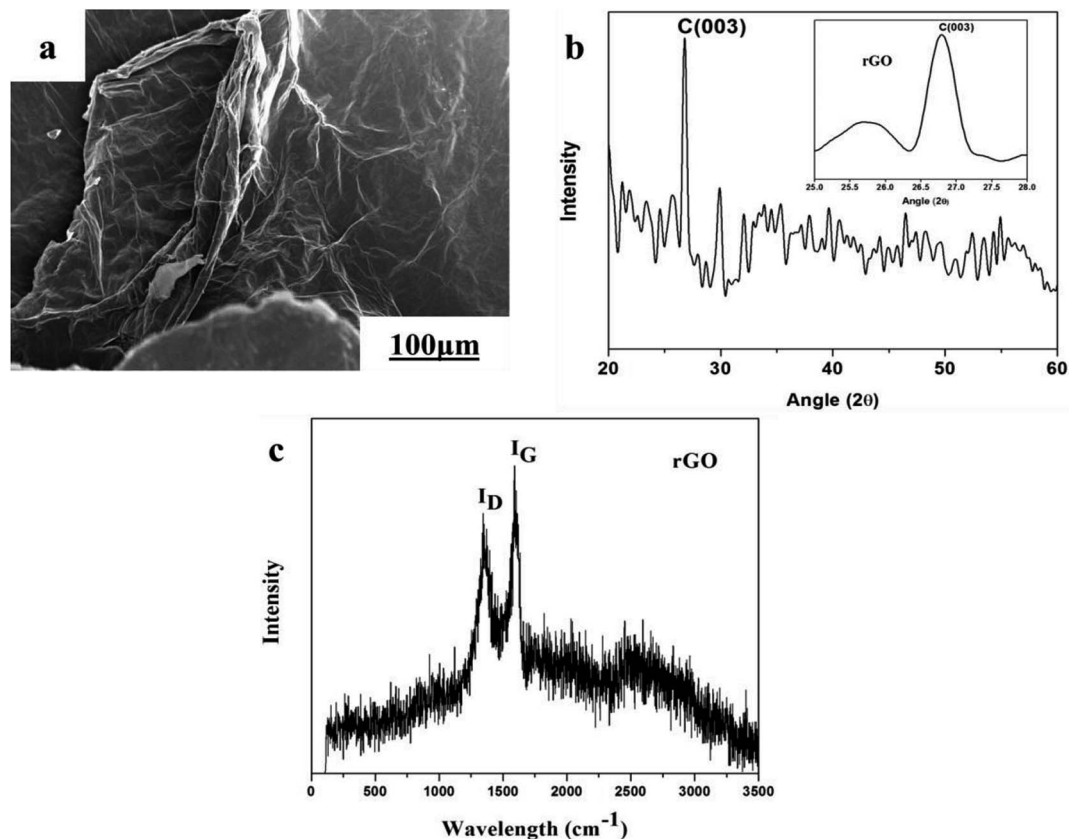 a
100μm
b
C(003)
Intensity
20 30 40 50 60
Angle (2θ)
C(003)
rGO
25.0 25.5 26.0 26.5 27.0 27.5 28.0
Angle (2θ)
c
I_D
I_G
rGO
Intensity
0 500 1000 1500 2000 2500 3000 3500
Wavelength (cm⁻¹)